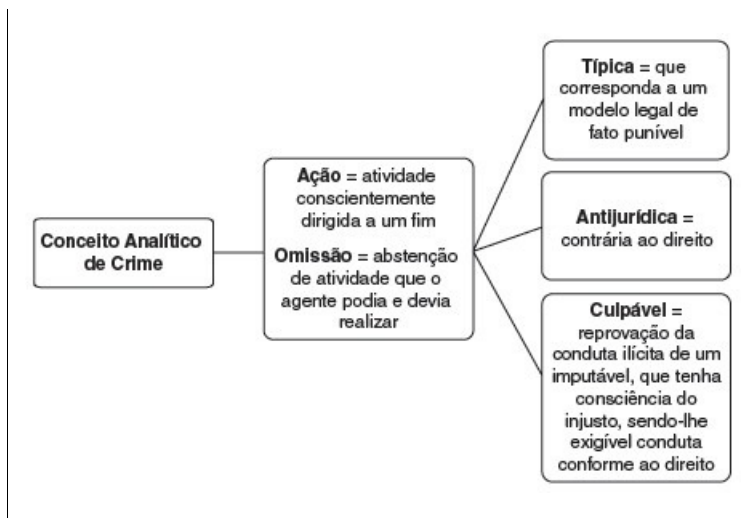 Conceito Analítico
de Crime
Ação = atividade
conscientemente
dirigida a um fim
Omissão = abstenção
de atividade que o
agente podia e devia
realizar
Típica = que
corresponda a um
modelo legal de
fato punível
Antijurídica =
contrária ao direito
Culpável =
reprovação da
conduta ilícita de um
imputável, que tenha
consciência do
injusto, sendo-lhe
exigível conduta
conforme ao direito